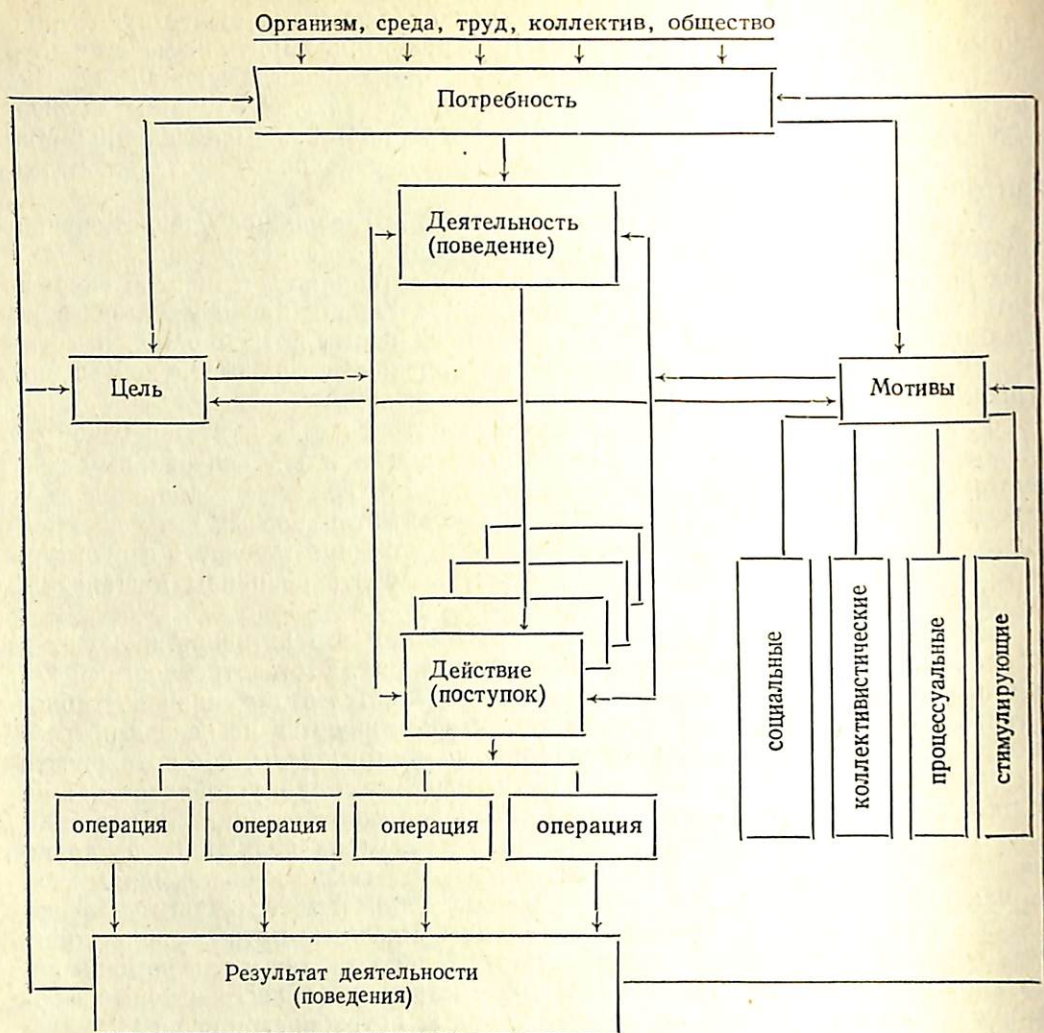 Организм, среда, труд, коллектив, общество
Потребность
Деятельность
(поведение)
Цель
Мотивы
Действие
(поступок)
социальные
коллективистические
процессуальные
стимулирующие
операция
операция
операция
операция
Результат деятельности
(поведения)